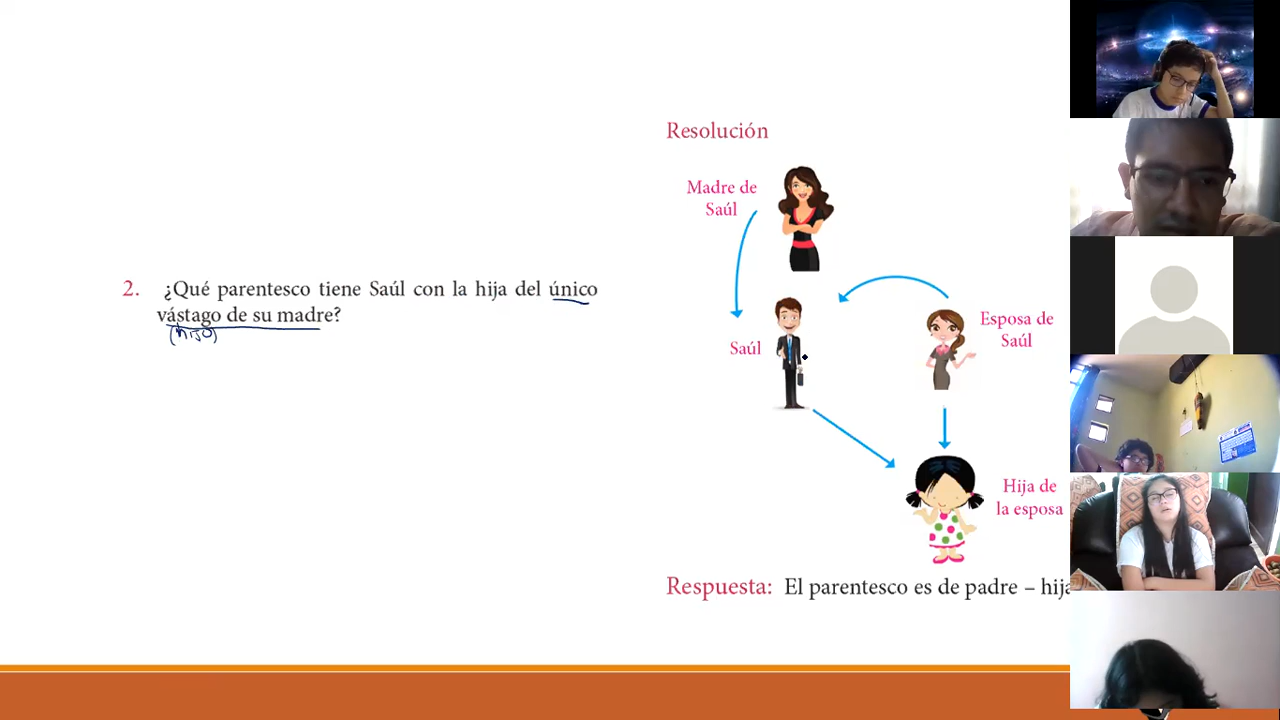 2. ¿Qué parentesco tiene Saúl con la hija del único
vástago de su madre?
(hijo)
Resolución
Madre de
Saúl
Saúl
Esposa de
Saúl
Hija de
la esposa
Respuesta: El parentesco es de padre – hija